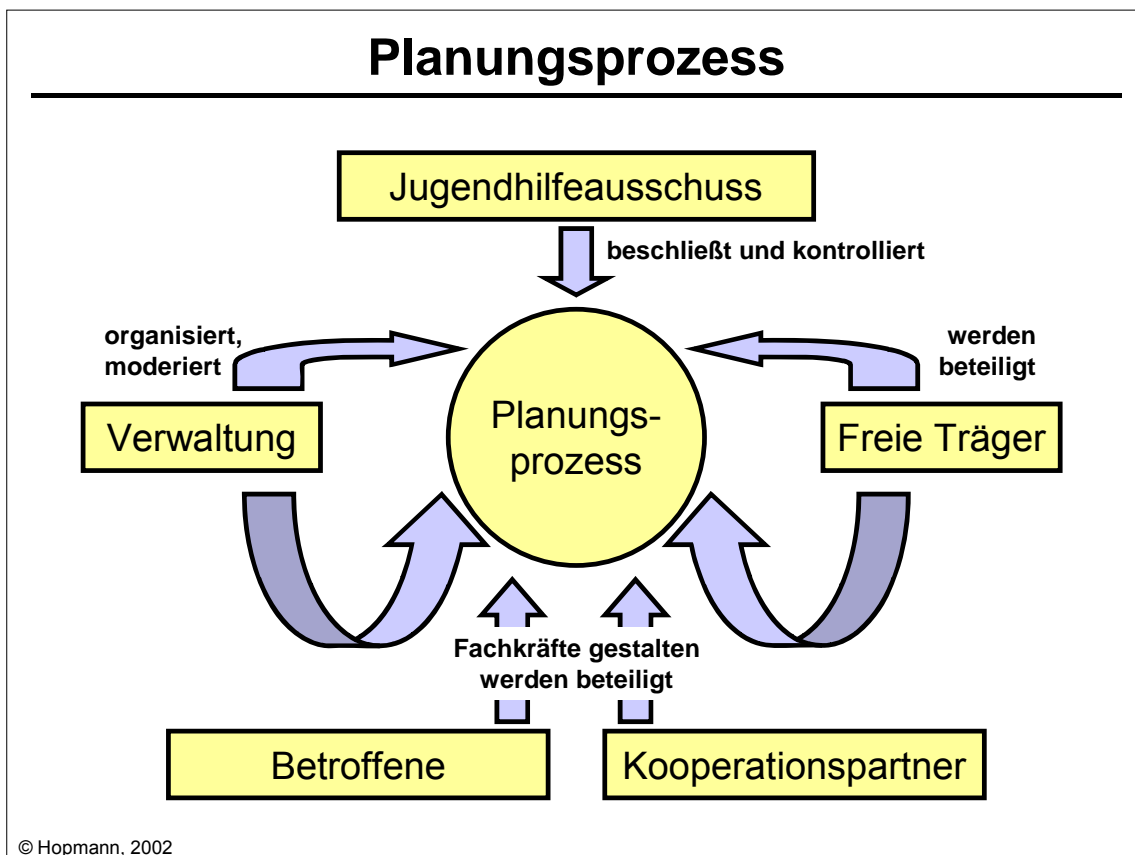 Planungsprozess
Jugendhilfeausschuss
beschließt und kontrolliert
organisiert,
moderiert
werden
beteiligt
Verwaltung
Planungs-
prozess
Freie Träger
Fachkräfte gestalten
werden beteiligt
Betroffene
Kooperationspartner
© Hopmann, 2002